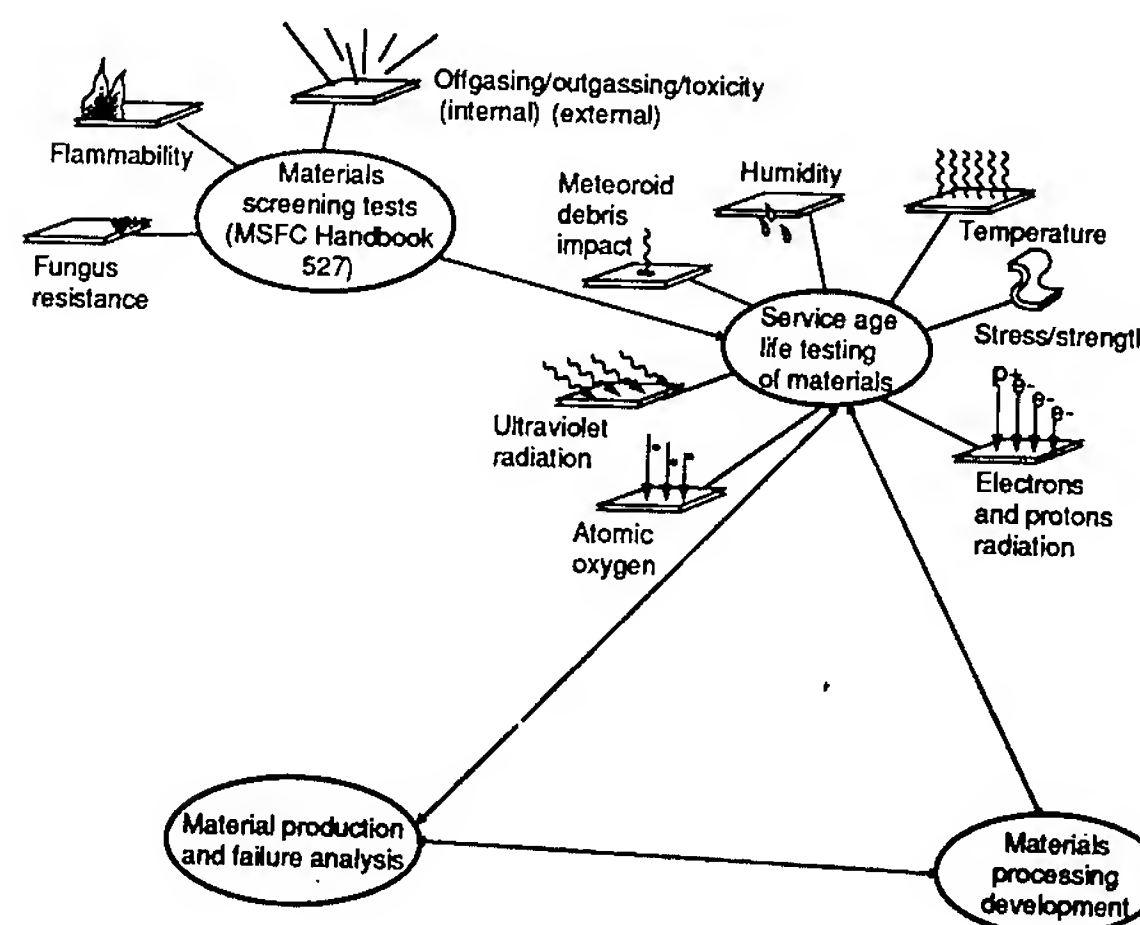 Offgasing/outgassing/toxicity
(internal) (external)
Flammability
Materials
screening tests
(MSFC Handbook
527)
Fungus
resistance
Meteoroid
debris
impact
Humidity
Temperature
Service age
life testing
of materials
Stress/strength
Ultraviolet
radiation
p+
e-
e-
e-
Atomic
oxygen
Electrons
and protons
radiation
Material production
and failure analysis
Materials
processing
development